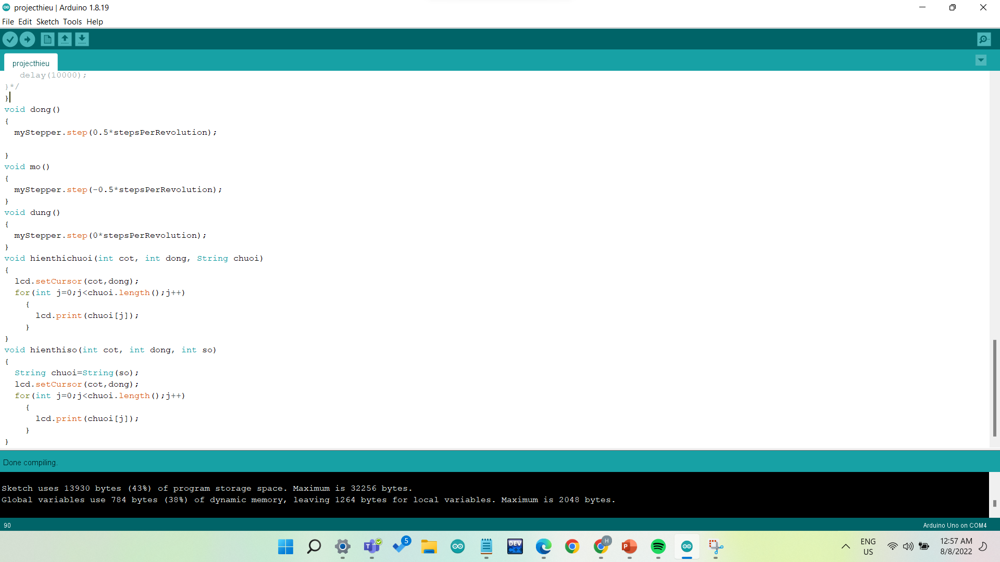 projecthieu | Arduino 1.8.19
File Edit Sketch Tools Help
projecthieu
   delay(10000);
}*/
}
void dong()
{
  myStepper.step(0.5*stepsPerRevolution);
}
void mo()
{
  myStepper.step(-0.5*stepsPerRevolution);
}
void dung()
{
  myStepper.step(0*stepsPerRevolution);
}
void hienthichuoi(int cot, int dong, String chuoi)
{
  lcd.setCursor(cot,dong);
  for(int j=0;j<chuoi.length();j++)
    {
      lcd.print(chuoi[j]);
    }
}
void hienthiso(int cot, int dong, int so)
{
  String chuoi=String(so);
  lcd.setCursor(cot,dong);
  for(int j=0;j<chuoi.length();j++)
    {
      lcd.print(chuoi[j]);
    }
}
Done compiling.
Sketch uses 13930 bytes (43%) of program storage space. Maximum is 32256 bytes.
Global variables use 784 bytes (38%) of dynamic memory, leaving 1264 bytes for local variables. Maximum is 2048 bytes.
90
Arduino Uno on COM4
T
5
DEV
C++
H
P
ENG
US
12:57 AM
8/8/2022